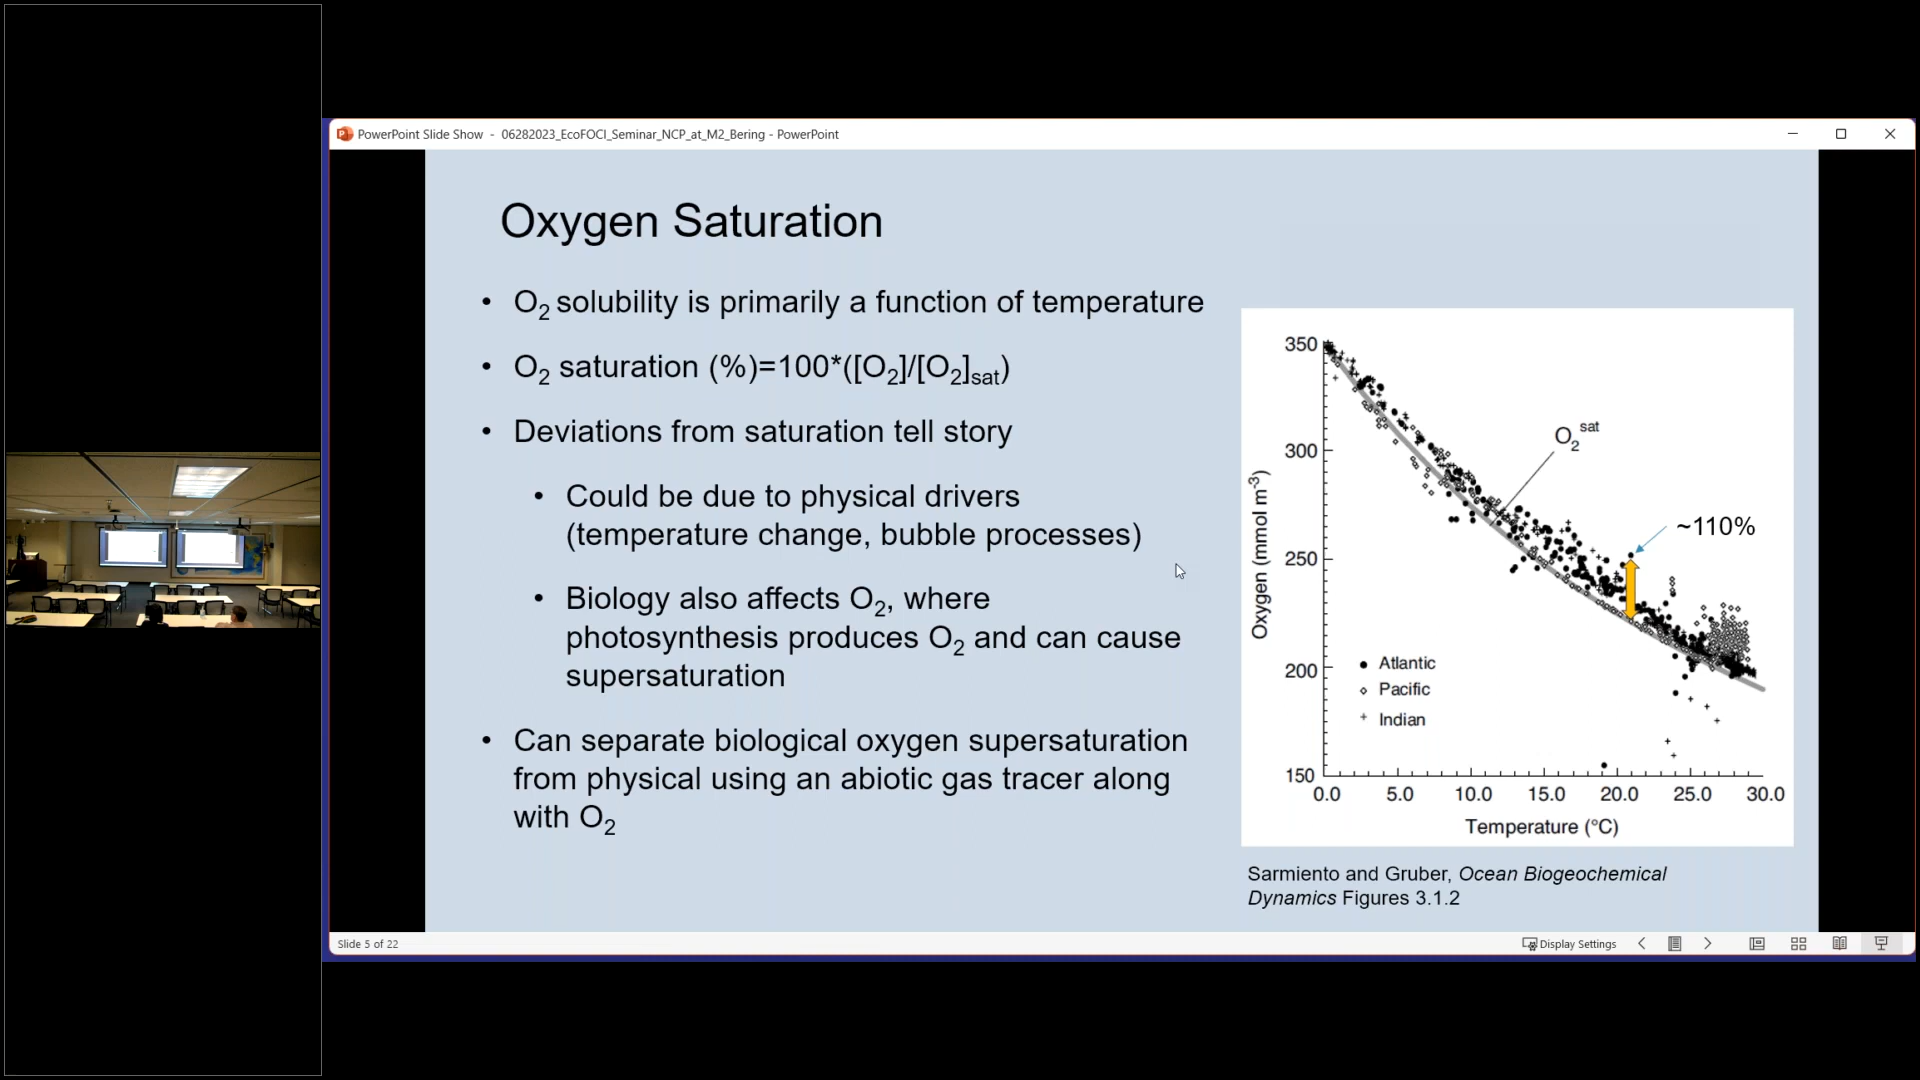 PowerPoint Slide Show - 06282023_EcoFOCI_Seminar_NCP_at_M2_Bering - PowerPoint
Oxygen Saturation
• O2 solubility is primarily a function of temperature
• O2 saturation (%)=100*([O2]/[O2]sat)
• Deviations from saturation tell story
• Could be due to physical drivers
(temperature change, bubble processes)
• Biology also affects O2, where
photosynthesis produces O2 and can cause
supersaturation
• Can separate biological oxygen supersaturation
from physical using an abiotic gas tracer along
with O2
350
300
250
200
150
Oxygen (mmol m-3)
O2 sat
~110%
Atlantic
Pacific
Indian
0.0 5.0 10.0 15.0 20.0 25.0 30.0
Temperature (°C)
Sarmiento and Gruber, Ocean Biogeochemical
Dynamics Figures 3.1.2
Slide 5 of 22
Display Settings